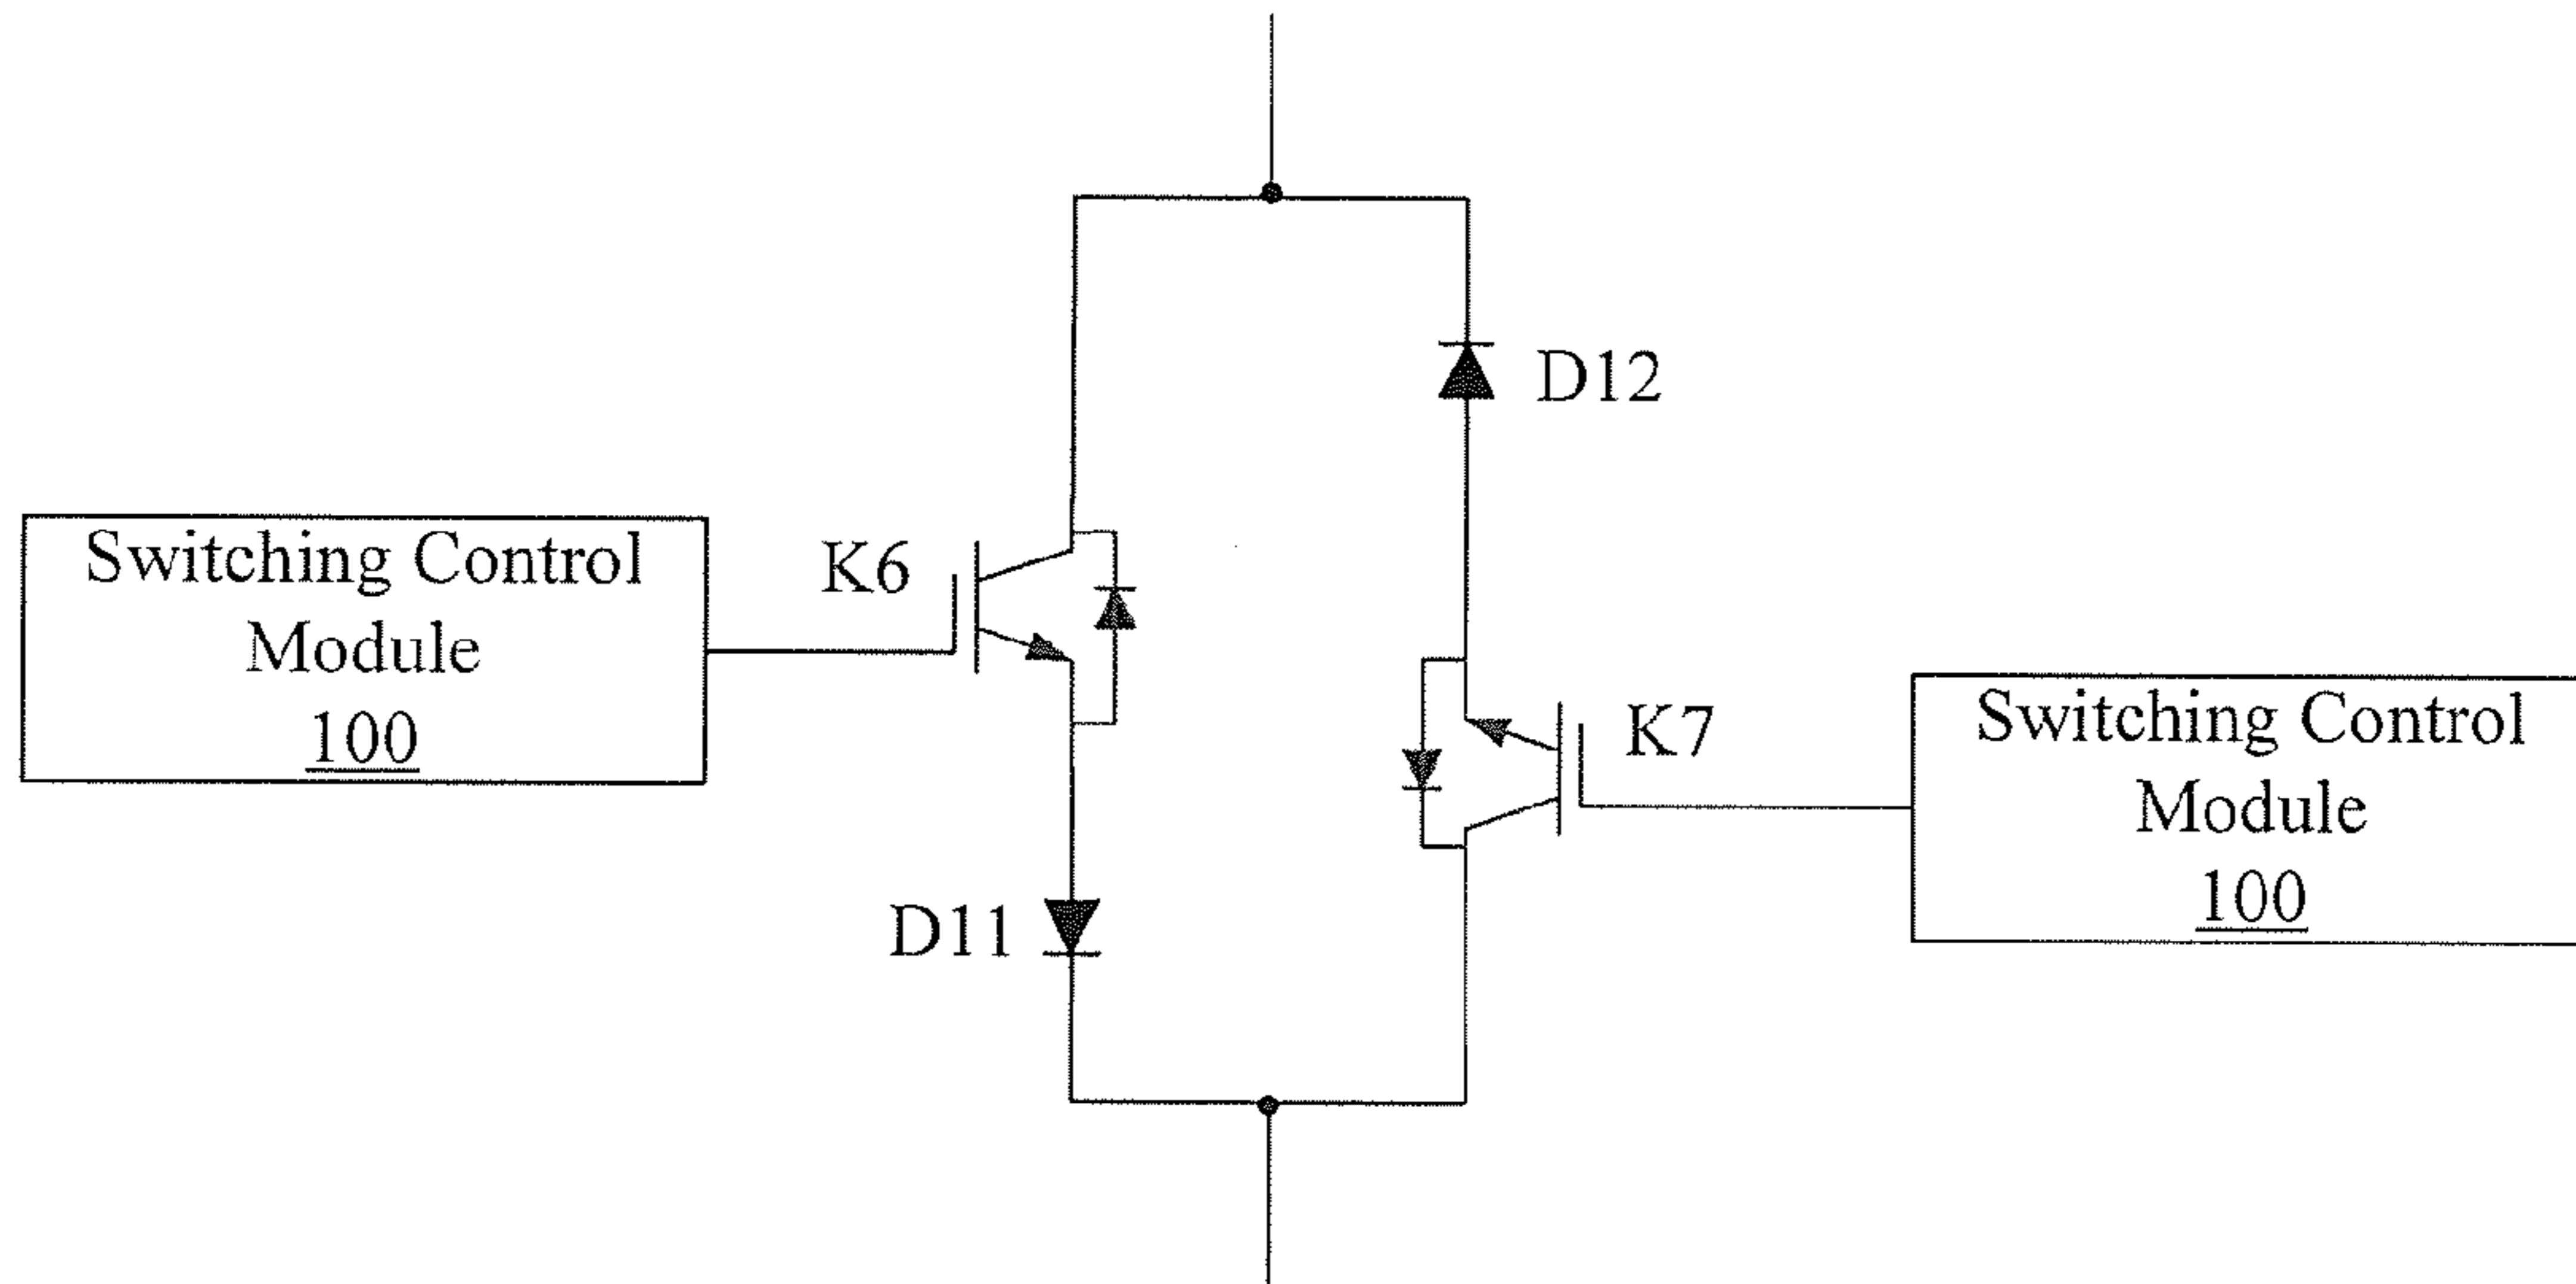 D12
Switching Control
Module
100
K6
K7
Switching Control
Module
100
D11